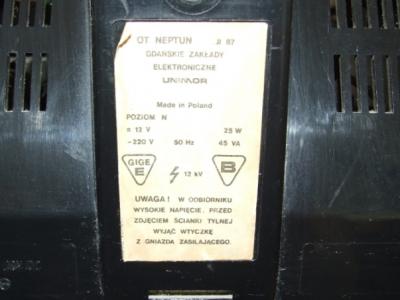 OT NEPTUN B 87
GDAŃSKIE ZAKŁADY
ELEKTRONICZNE
UNIMOR
Made in Poland
POZIOM N
= 12 V 25 W
~220 V 50 Hz 45 VA
GIGE
E
12 kV
B
UWAGA! W ODBIORNIKU
WYSOKIE NAPIĘCIE. PRZED
ZDJĘCIEM ŚCIANKI TYLNEJ
WYJĄĆ WTYCZKĘ
Z GNIAZDA ZASILAJĄCEGO.